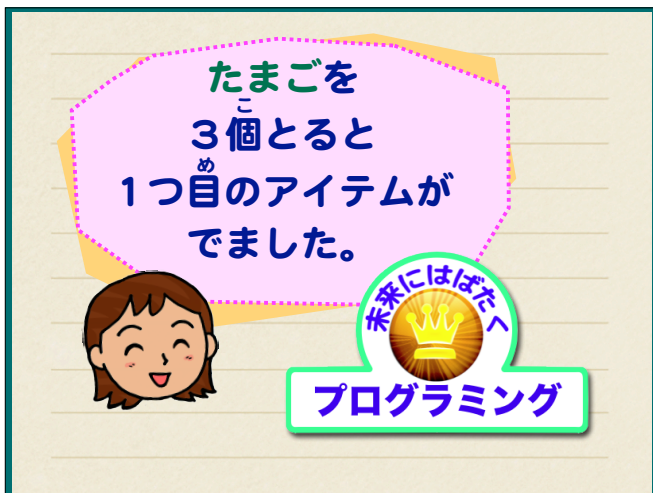 たまごを
３個とると
１つ目のアイテムが
でました。
未来にはばたく
プログラミング